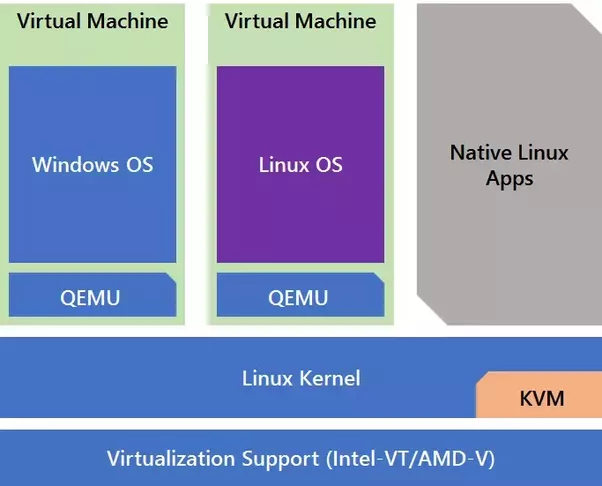 Virtual Machine
Virtual Machine
Windows OS
Linux OS
Native Linux
Apps
QEMU
QEMU
Linux Kernel
KVM
Virtualization Support (Intel-VT/AMD-V)